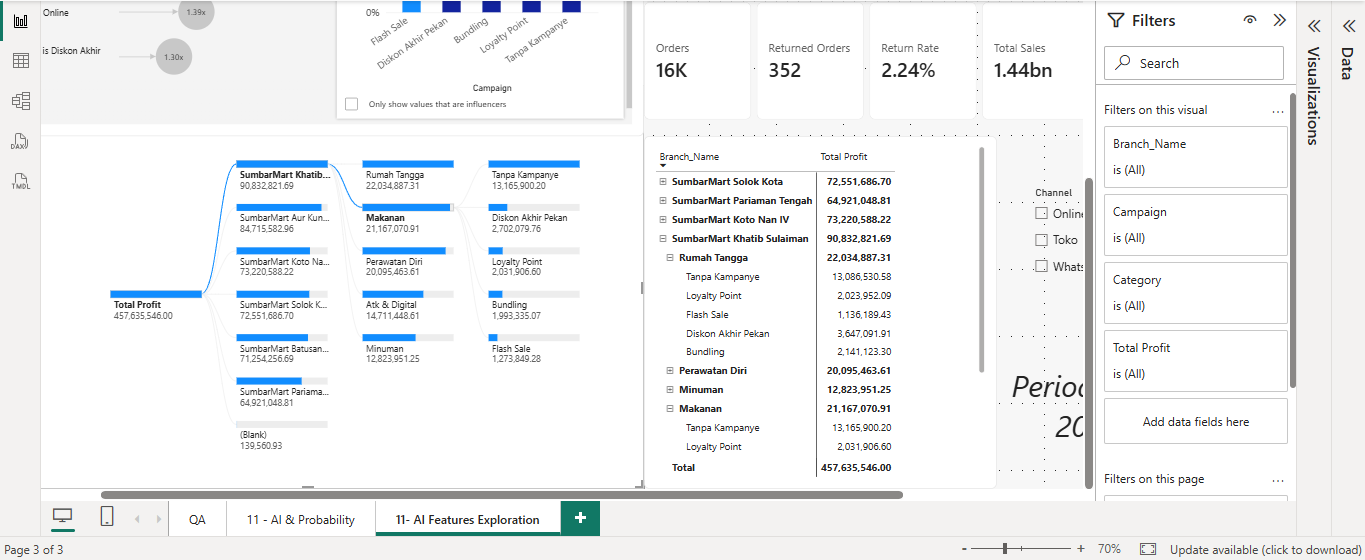 Online
1.39x
is Diskon Akhir
1.30x
0%
Flash Sale
Diskon Akhir Pekan
Bundling
Loyalty Point
Tanpa Kampanye
Campaign
Only show values that are influencers
Orders
16K
Returned Orders
352
Return Rate
2.24%
Total Sales
1.44bn
Total Profit
457,635,546.00
SumbarMart Khatib...
90,832,821.69
SumbarMart Aur Kun...
84,715,582.96
SumbarMart Koto Na...
73,220,588.22
SumbarMart Solok K...
72,551,686.70
SumbarMart Batusan...
71,254,256.69
SumbarMart Pariama...
64,921,048.81
(Blank)
139,560.93
Rumah Tangga
22,034,887.31
Makanan
21,167,070.91
Perawatan Diri
20,095,463.61
Atk & Digital
14,711,448.61
Minuman
12,823,951.25
Tanpa Kampanye
13,165,900.20
Diskon Akhir Pekan
2,702,079.76
Loyalty Point
2,031,906.60
Bundling
1,993,335.07
Flash Sale
1,273,849.28
Branch_Name Total Profit
SumbarMart Solok Kota 72,551,686.70
SumbarMart Pariaman Tengah 64,921,048.81
SumbarMart Koto Nan IV 73,220,588.22
SumbarMart Khatib Sulaiman 90,832,821.69
Rumah Tangga 22,034,887.31
Tanpa Kampanye 13,086,530.58
Loyalty Point 2,023,952.09
Flash Sale 1,136,189.43
Diskon Akhir Pekan 3,647,091.91
Bundling 2,141,123.30
Perawatan Diri 20,095,463.61
Minuman 12,823,951.25
Makanan 21,167,070.91
Tanpa Kampanye 13,165,900.20
Loyalty Point 2,031,906.60
Total 457,635,546.00
Channel
Online
Toko
Whats
Perioc
20
Filters
Search
Filters on this visual ...
Branch_Name
is (All)
Campaign
is (All)
Category
is (All)
Total Profit
is (All)
Add data fields here
Filters on this page ...
Visualizations
Data
DAX
TMDL
QA
11 - AI & Probability
11- AI Features Exploration
+
Page 3 of 3
- + 70%
Update available (click to download)